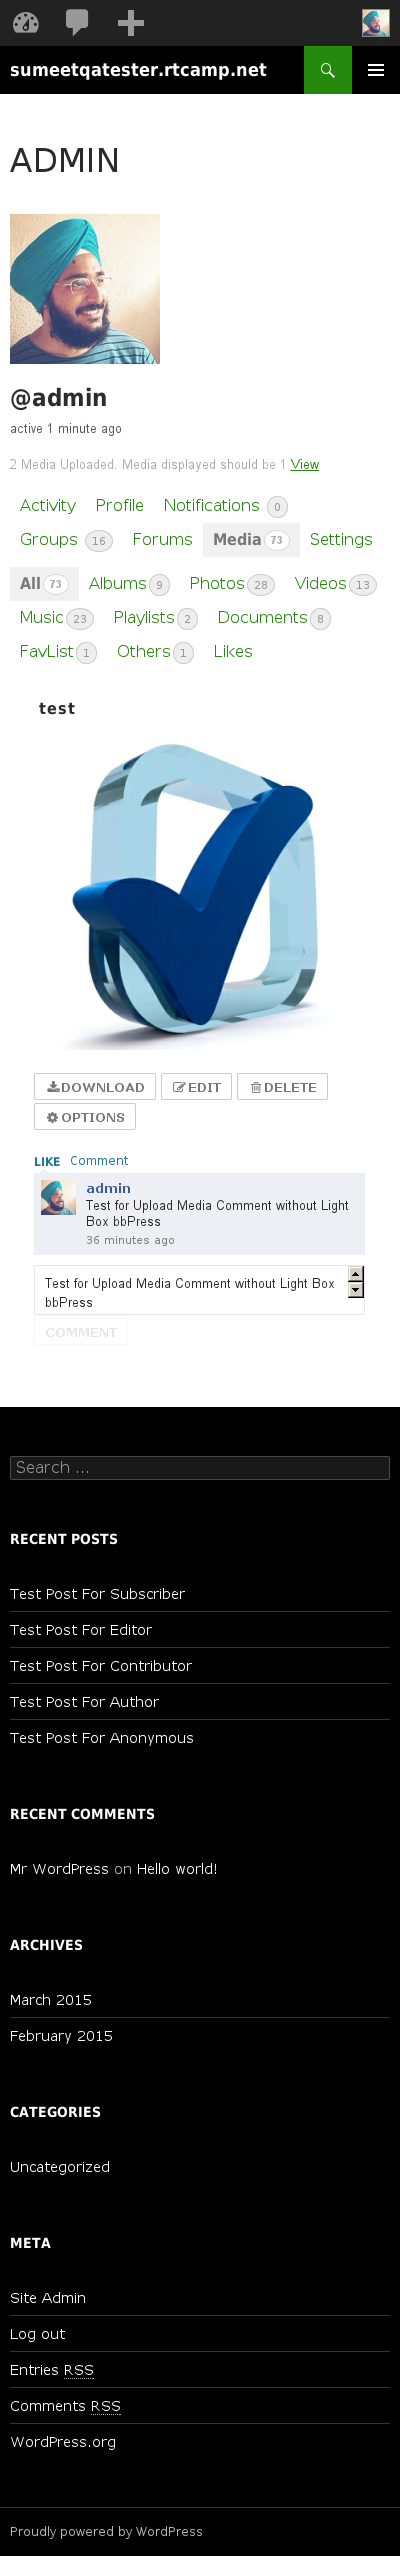 sumeetqatester.rtcamp.net
ADMIN
@admin
active 1 minute ago
2 Media Uploaded. Media displayed should be 1 View
Activity Profile Notifications 0
Groups 16 Forums Media 73 Settings
All 73 Albums 9 Photos 28 Videos 13
Music 23 Playlists 2 Documents 8
FavList 1 Others 1 Likes
test
DOWNLOAD EDIT DELETE
OPTIONS
LIKE Comment
admin
Test for Upload Media Comment without Light
Box bbPress
36 minutes ago
Test for Upload Media Comment without Light Box
bbPress
COMMENT
Search ...
RECENT POSTS
Test Post For Subscriber
Test Post For Editor
Test Post For Contributor
Test Post For Author
Test Post For Anonymous
RECENT COMMENTS
Mr WordPress on Hello world!
ARCHIVES
March 2015
February 2015
CATEGORIES
Uncategorized
META
Site Admin
Log out
Entries RSS
Comments RSS
WordPress.org
Proudly powered by WordPress